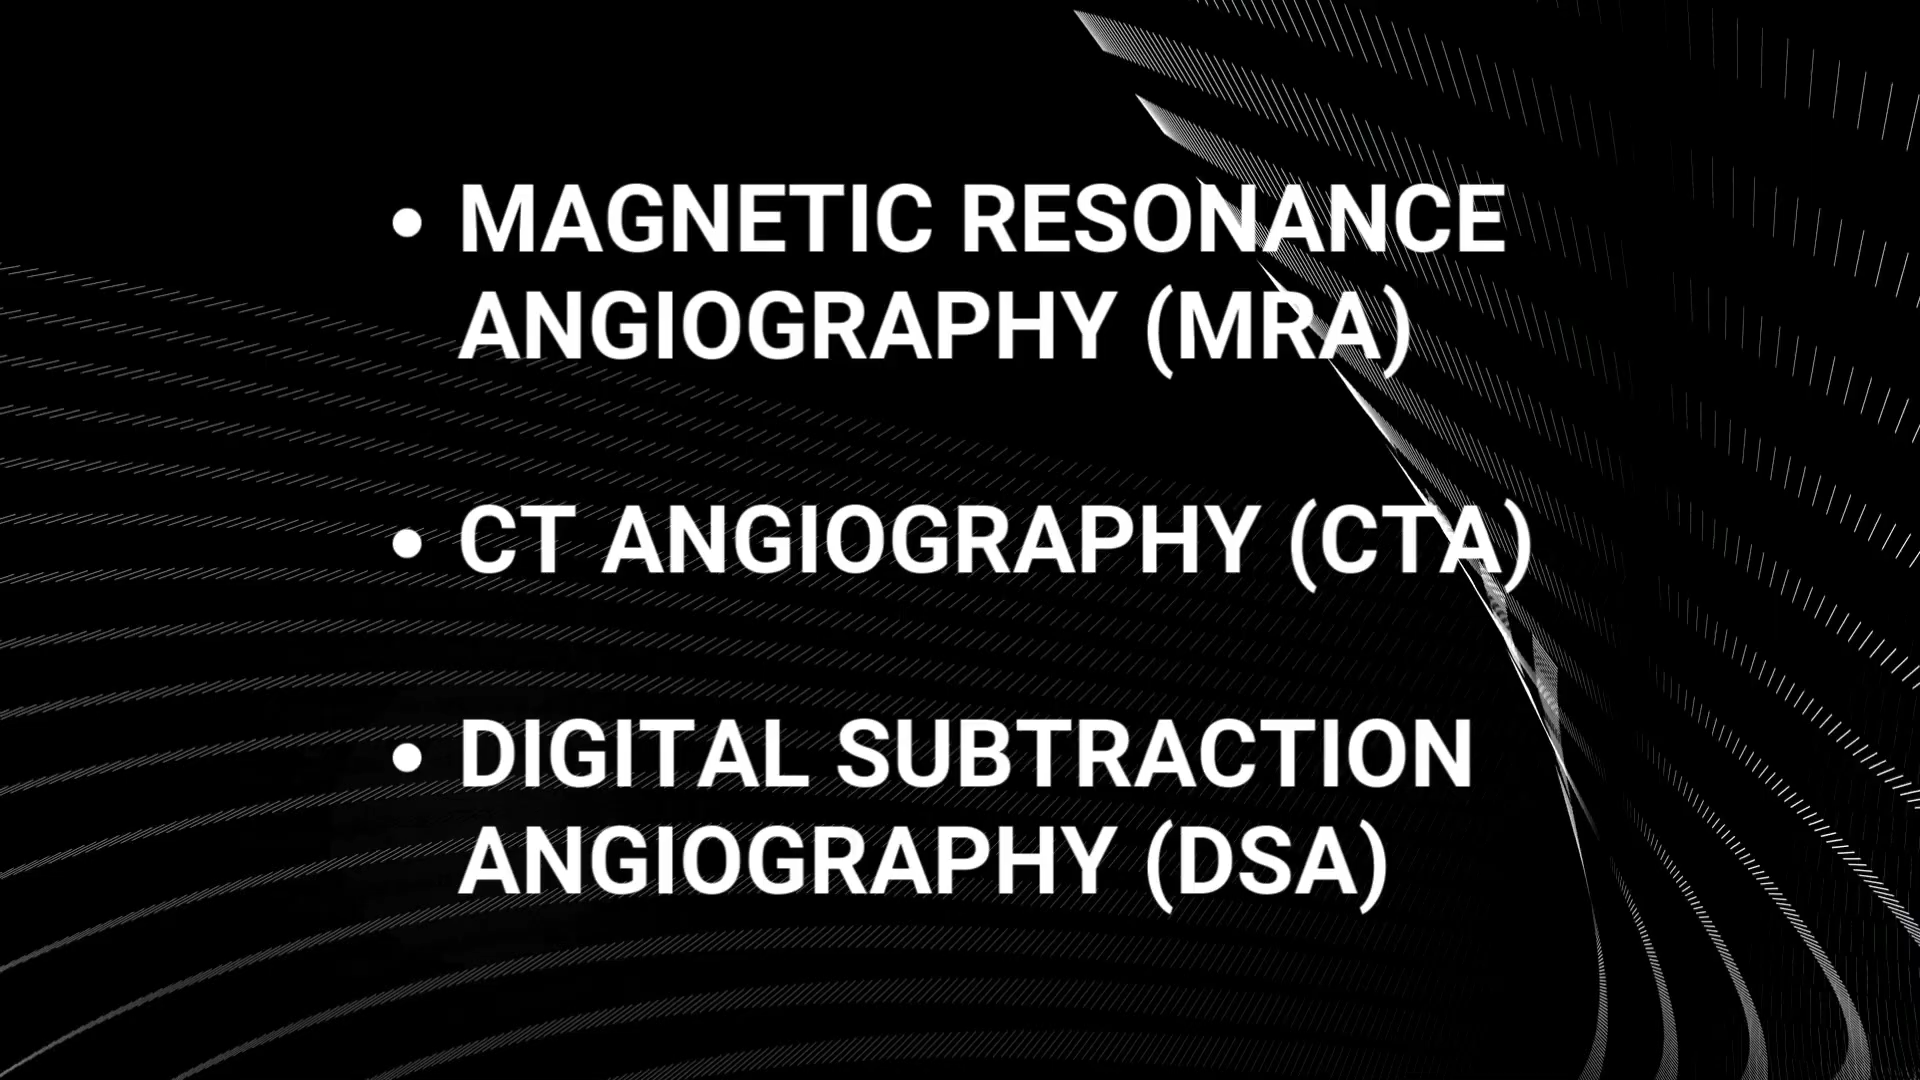 • MAGNETIC RESONANCE
ANGIOGRAPHY (MRA)
• CT ANGIOGRAPHY (CTA)
• DIGITAL SUBTRACTION
ANGIOGRAPHY (DSA)